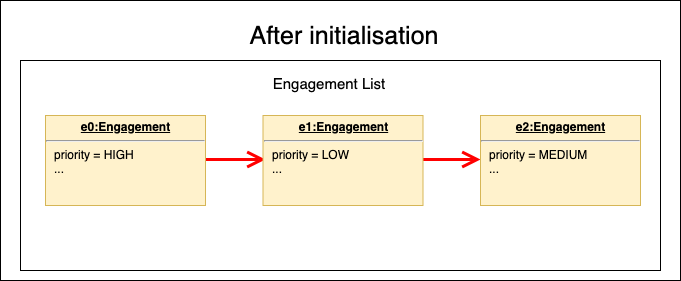 After initialisation
Engagement List
e0:Engagement
priority = HIGH
...
e1:Engagement
priority = LOW
...
e2:Engagement
priority = MEDIUM
...